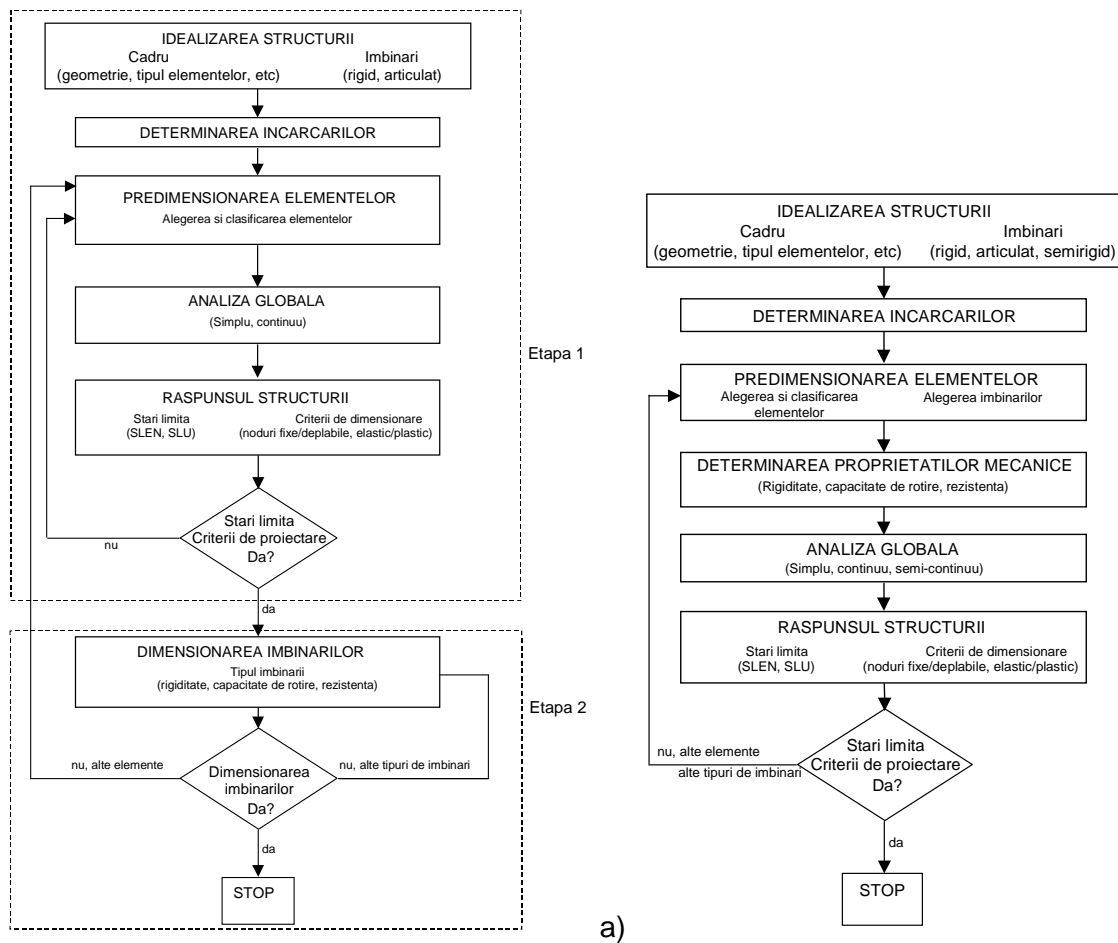 IDEALIZAREA STRUCTURII
Cadru Imbinari
(geometrie, tipul elementelor, etc) (rigid, articulat)
DETERMINAREA INCARCARILOR
PREDIMENSIONAREA ELEMENTELOR
Alegerea si clasificarea elementelor
ANALIZA GLOBALA
(Simplu, continuu)
Etapa 1
RASPUNSUL STRUCTURII
Stari limita Criterii de dimensionare
(SLEN, SLU) (noduri fixe/deplabile, elastic/plastic)
Stari limita
Criterii de proiectare
Da?
nu
da
DIMENSIONAREA IMBINARILOR
Tipul imbinarii
(rigiditate, capacitate de rotire, rezistenta)
Etapa 2
nu, alte elemente
Dimensionarea
imbinarilor
Da?
nu, alte tipuri de imbinari
da
STOP
a)
IDEALIZAREA STRUCTURII
Cadru Imbinari
(geometrie, tipul elementelor, etc) (rigid, articulat, semirigid)
DETERMINAREA INCARCARILOR
PREDIMENSIONAREA ELEMENTELOR
Alegerea si clasificarea Alegerea imbinarilor
elementelor
DETERMINAREA PROPRIETATILOR MECANICE
(Rigiditate, capacitate de rotire, rezistenta)
ANALIZA GLOBALA
(Simplu, continuu, semi-continuu)
RASPUNSUL STRUCTURII
Stari limita Criterii de dimensionare
(SLEN, SLU) (noduri fixe/deplabile, elastic/plastic)
nu, alte elemente
alte tipuri de imbinari
Stari limita
Criterii de proiectare
Da?
da
STOP